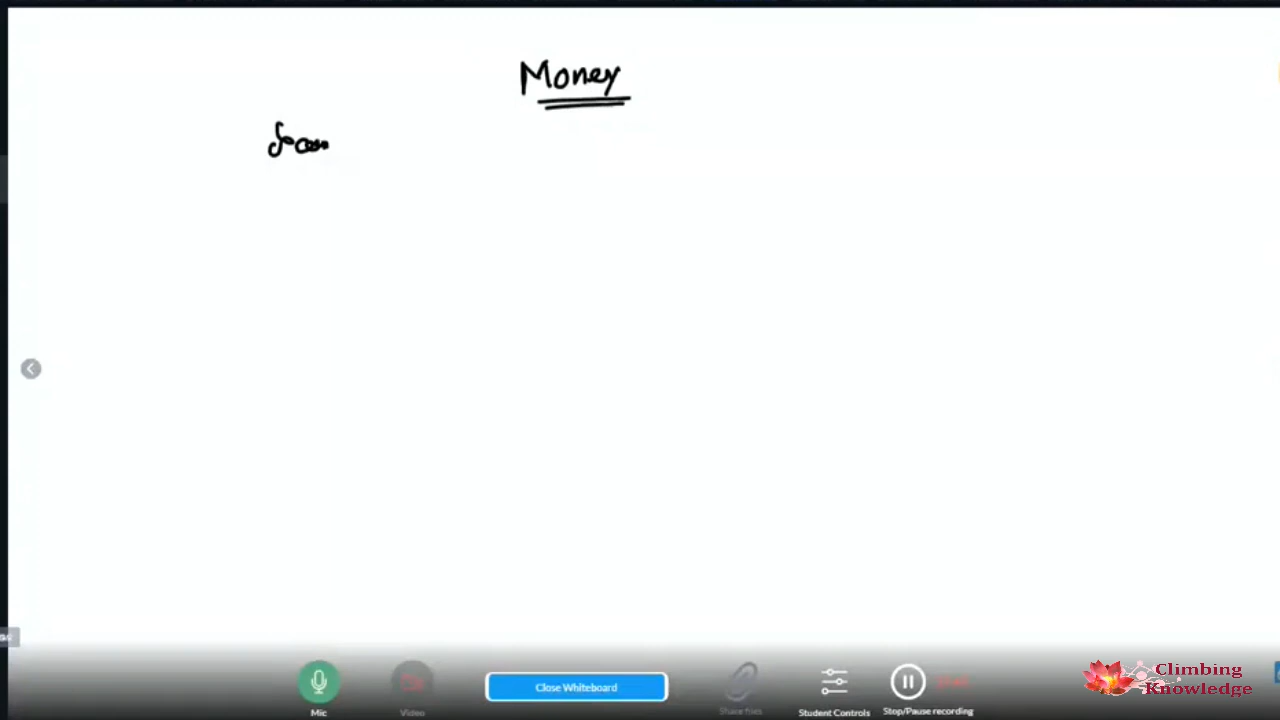 Money
Close Whiteboard
Mic
Video
Share files
Student Controls
Stop/Pause recording
Climbing
Knowledge